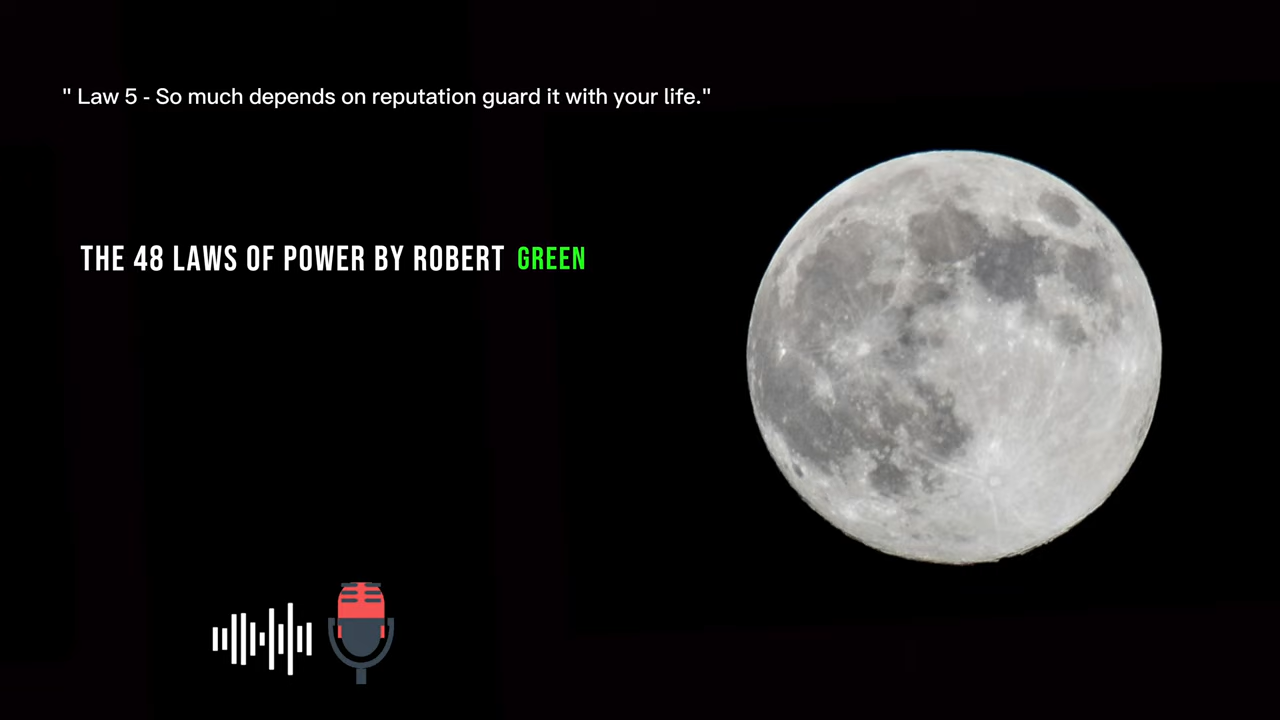 " Law 5 - So much depends on reputation guard it with your life."
THE 48 LAWS OF POWER BY ROBERT GREEN